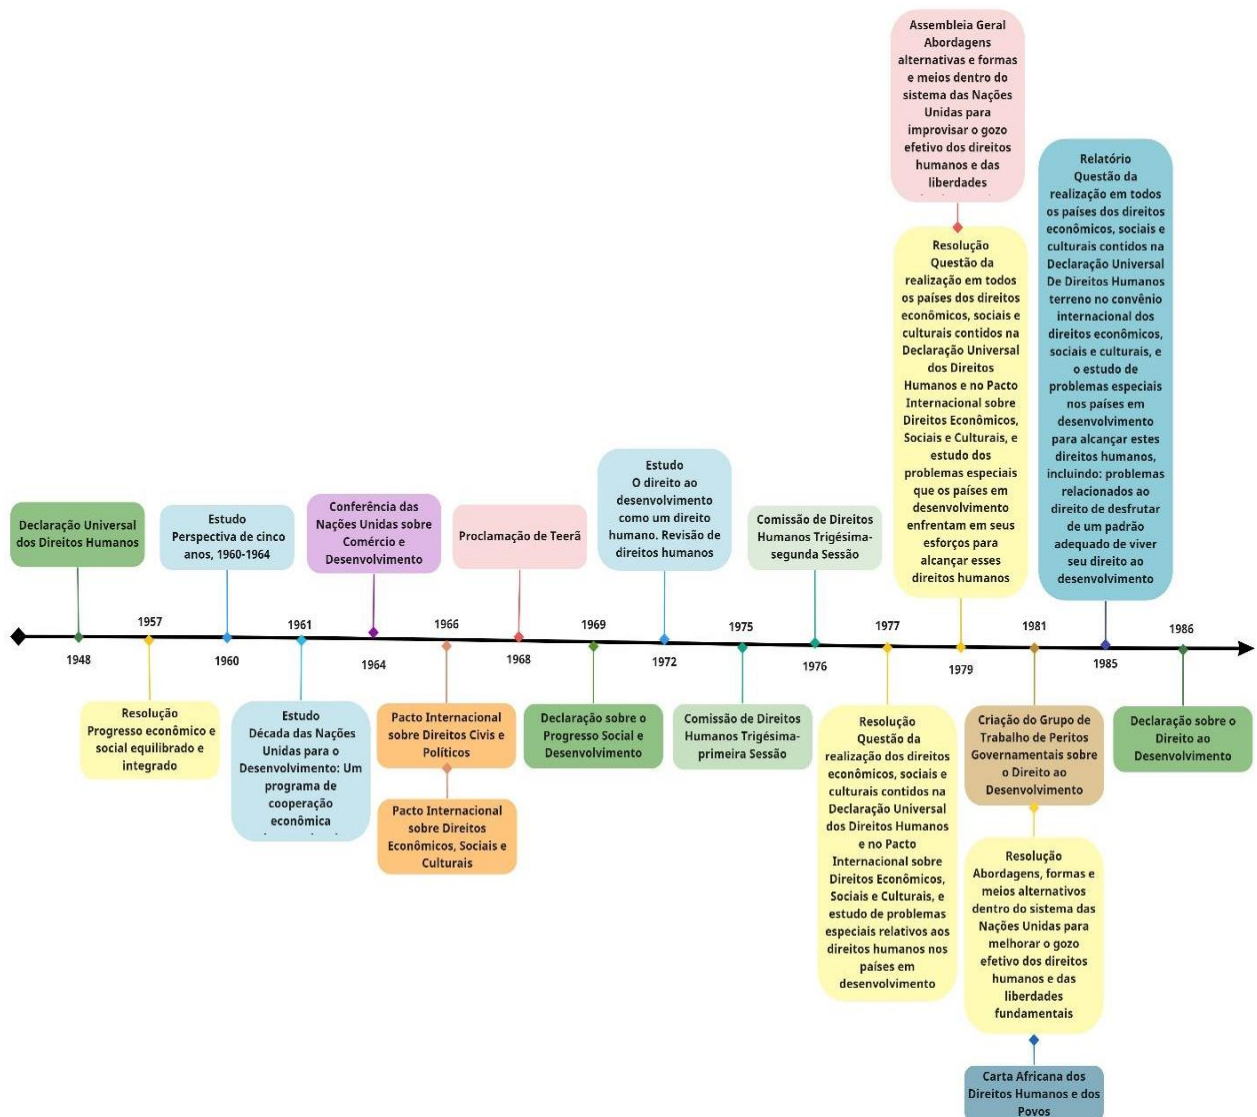 Assembleia Geral
Abordagens
alternativas e formas
e meios dentro do
sistema das Nações
Unidas para
improvisar o gozo
efetivo dos direitos
humanos e das
liberdades
Relatório
Questão da
realização em todos
os países dos direitos
econômicos, sociais e
culturais contidos na
Declaração Universal
De Direitos Humanos
terreno no convênio
internacional dos
direitos econômicos,
sociais e culturais, e
o estudo de
problemas especiais
nos países em
desenvolvimento
para alcançar estes
direitos humanos,
incluindo: problemas
relacionados ao
direito de desfrutar
de um padrão
adequado de viver
seu direito ao
desenvolvimento
Resolução
Questão da
realização em todos
os países dos direitos
econômicos, sociais e
culturais contidos na
Declaração Universal
dos Direitos
Humanos e no Pacto
Internacional sobre
Direitos Econômicos,
Sociais e Culturais, e
estudo dos
problemas especiais
que os países em
desenvolvimento
enfrentam em seus
esforços para
alcançar esses
direitos humanos
Declaração Universal
dos Direitos Humanos
Estudo
Perspectiva de cinco
anos, 1960-1964
Conferência das
Nações Unidas sobre
Comércio e
Desenvolvimento
Proclamação de Teerã
Estudo
O direito ao
desenvolvimento
como um direito
humano. Revisão de
direitos humanos
Comissão de Direitos
Humanos Trigésima-
segunda Sessão
1957
1961
1966
1969
1975
1977
1981
1986
1948
1960
1964
1968
1972
1976
1979
1985
Resolução
Progresso econômico e
social equilibrado e
integrado
Estudo
Década das Nações
Unidas para o
Desenvolvimento: Um
programa de
cooperação
econômica
Pacto Internacional
sobre Direitos Civis e
Políticos
Pacto Internacional
sobre Direitos
Econômicos, Sociais e
Culturais
Declaração sobre o
Progresso Social e
Desenvolvimento
Comissão de Direitos
Humanos Trigésima-
primeira Sessão
Resolução
Questão da
realização dos direitos
econômicos, sociais e
culturais contidos na
Declaração Universal
dos Direitos Humanos
e no Pacto
Internacional sobre
Direitos Econômicos,
Sociais e Culturais, e
estudo de problemas
especiais relativos aos
direitos humanos nos
países em
desenvolvimento
Criação do Grupo de
Trabalho de Peritos
Governamentais sobre
o Direito ao
Desenvolvimento
Resolução
Abordagens, formas e
meios alternativos
dentro do sistema das
Nações Unidas para
melhorar o gozo
efetivo dos direitos
humanos e das
liberdades
fundamentais
Carta Africana dos
Direitos Humanos e dos
Povos
Declaração sobre o
Direito ao
Desenvolvimento